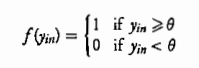 f(y_in) = { 1 if y_in ⩾ θ
0 if y_in < θ